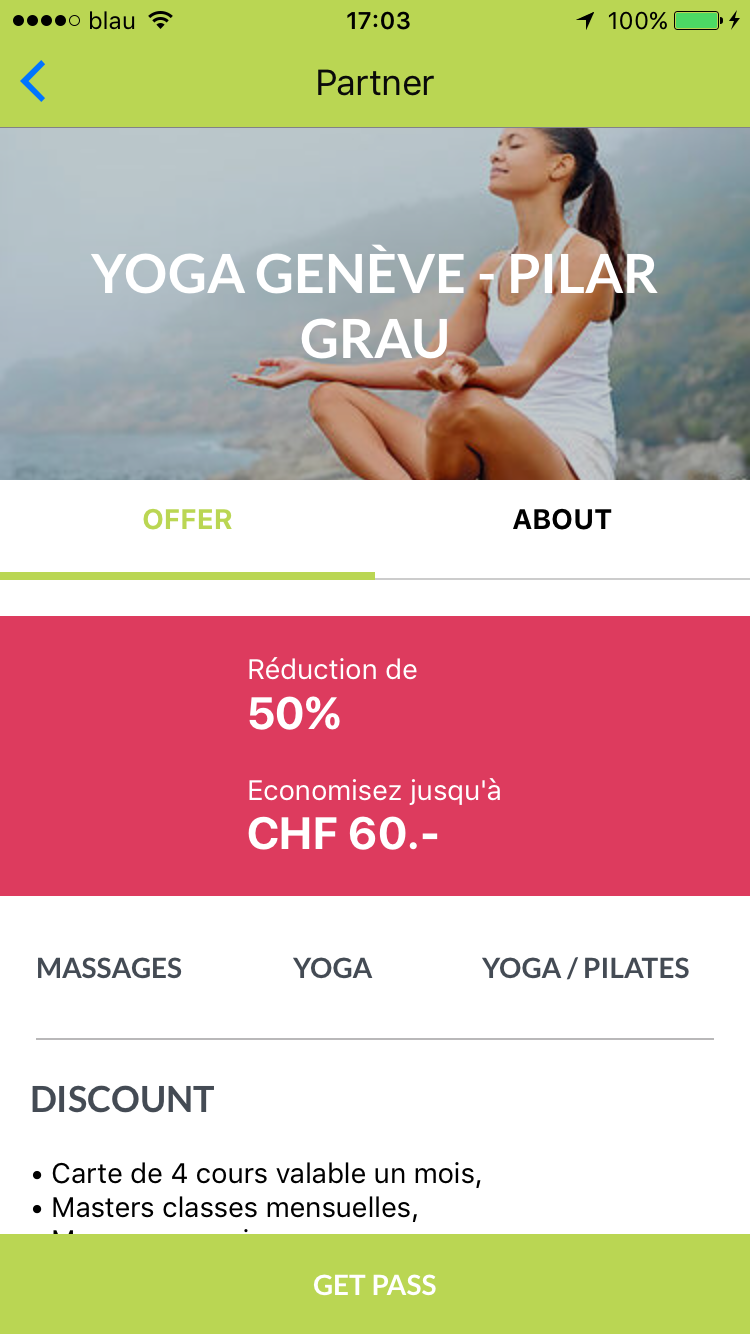 blau 17:03 100%
Partner
YOGA GENÈVE - PILAR
GRAU
OFFER ABOUT
Réduction de
50%
Economisez jusqu'à
CHF 60.-
MASSAGES YOGA YOGA / PILATES
DISCOUNT
• Carte de 4 cours valable un mois,
• Masters classes mensuelles,
GET PASS